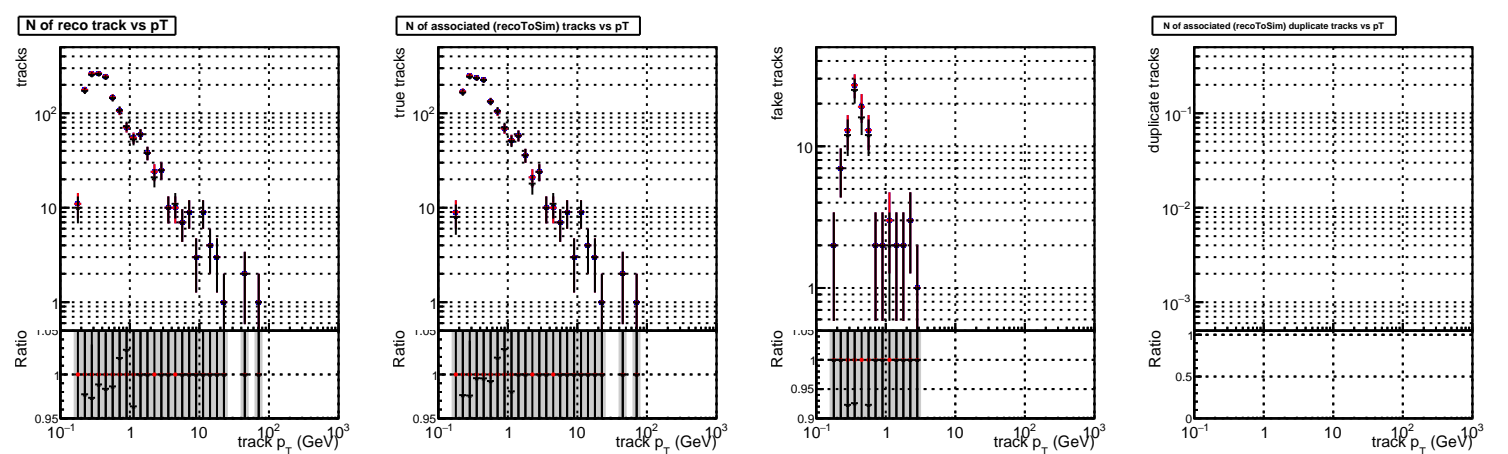 N of reco track vs pT
tracks
10²
10
1
Ratio
1.05
1
0.95
10⁻¹ 1 10 10² 10³
track p_T (GeV)
N of associated (recoToSim) tracks vs pT
true tracks
10²
10
1
Ratio
1.05
1
0.95
10⁻¹ 1 10 10² 10³
track p_T (GeV)
fake tracks
10
1
Ratio
1
0.95
0.9
10⁻¹ 1 10 10² 10³
track p_T (GeV)
N of associated (recoToSim) duplicate tracks vs pT
duplicate tracks
10⁻¹
10⁻²
10⁻³
Ratio
1
0.5
0
10⁻¹ 1 10 10² 10³
track p_T (GeV)